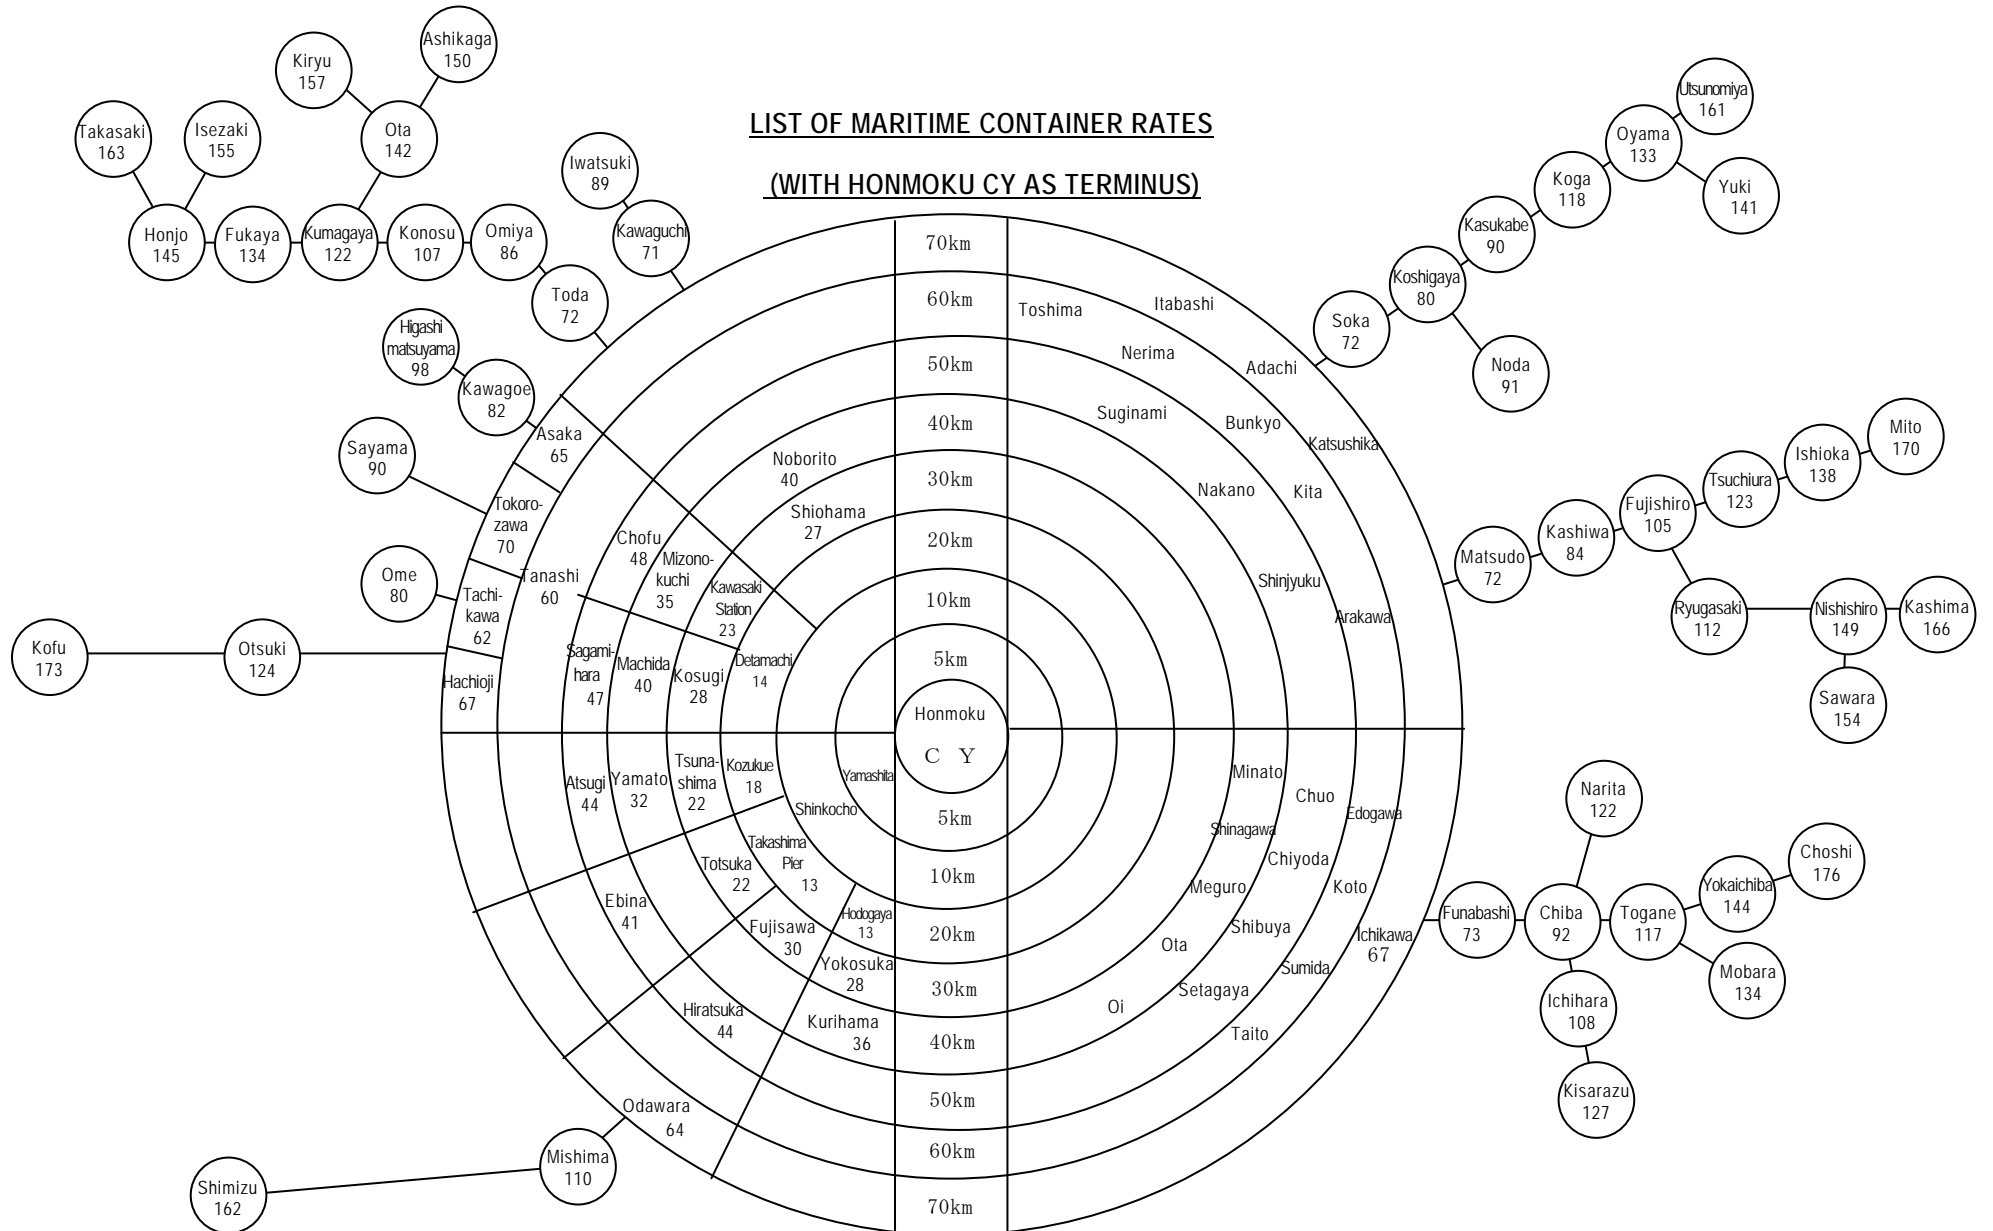 LIST OF MARITIME CONTAINER RATES
(WITH HONMOKU CY AS TERMINUS)
Ashikaga
150
Kiryu
157
Takasaki
163
Isezaki
155
Ota
142
Honjo
145
Fukaya
134
Kumagaya
122
Konosu
107
Omiya
86
Toda
72
Iwatsuki
89
Kawaguchi
71
Higashi
matsuyama
98
Kawagoe
82
Sayama
90
Ome
80
Kofu
173
Otsuki
124
Shimizu
162
Mishima
110
Utsunomiya
161
Oyama
133
Yuki
141
Koga
118
Kasukabe
90
Koshigaya
80
Soka
72
Noda
91
Mito
170
Ishioka
138
Tsuchiura
123
Fujishiro
105
Kashiwa
84
Matsudo
72
Ryugasaki
112
Nishishiro
149
Kashima
166
Sawara
154
Narita
122
Choshi
176
Yokaichiba
144
Togane
117
Chiba
92
Funabashi
73
Mobara
134
Ichihara
108
Kisarazu
127
70km
60km
50km
40km
30km
20km
10km
5km
Honmoku
C Y
5km
10km
20km
30km
40km
50km
60km
70km
Asaka
65
Tokoro-
zawa
70
Tachi-
kawa
62
Hachioji
67
Tanashi
60
Chofu
48
Mizono-
kuchi
35
Kawasaki
Station
23
Noborito
40
Shiohama
27
Sagami-
hara
47
Machida
40
Kosugi
28
Detamachi
14
Atsugi
44
Yamato
32
Tsuna-
shima
22
Kozukue
18
Yamashita
Shinkocho
Takashima
Pier
13
Totsuka
22
Ebina
41
Hodogaya
13
Fujisawa
30
Yokosuka
28
Hiratsuka
44
Kurihama
36
Odawara
64
Toshima
Itabashi
Nerima
Adachi
Suginami
Bunkyo
Katsushika
Nakano
Kita
Shinjyuku
Arakawa
Minato
Chuo
Edogawa
Shinagawa
Chiyoda
Meguro
Koto
Shibuya
Ichikawa
67
Ota
Sumida
Setagaya
Oi
Taito